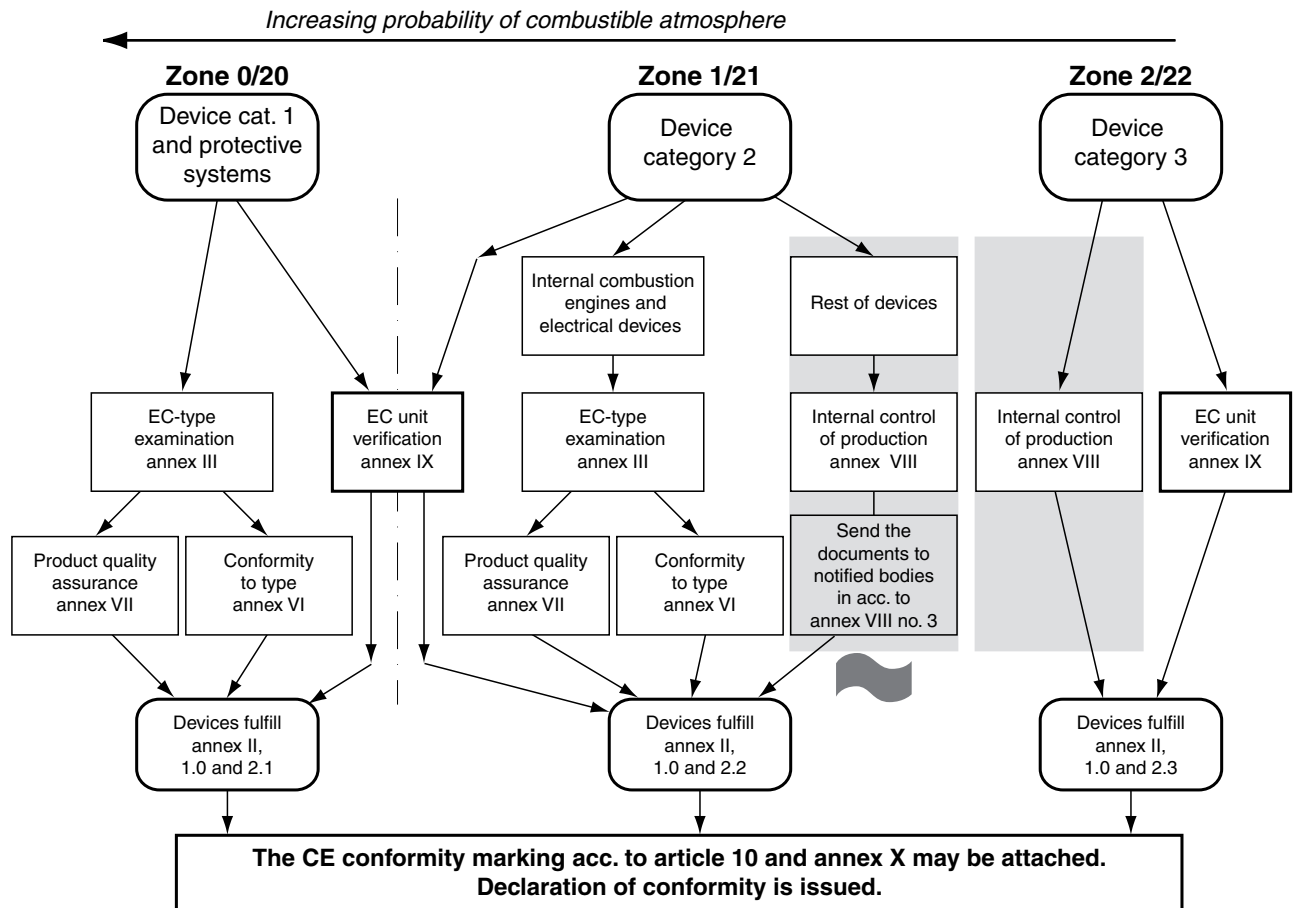 Increasing probability of combustible atmosphere
Zone 0/20
Zone 1/21
Zone 2/22
Device cat. 1
and protective
systems
Device
category 2
Device
category 3
Internal combustion
engines and
electrical devices
Rest of devices
EC-type
examination
annex III
EC unit
verification
annex IX
EC-type
examination
annex III
Internal control
of production
annex VIII
Internal control
of production
annex VIII
EC unit
verification
annex IX
Product quality
assurance
annex VII
Conformity
to type
annex VI
Product quality
assurance
annex VII
Conformity
to type
annex VI
Send the
documents to
notified bodies
in acc. to
annex VIII no. 3
Devices fulfill
annex II,
1.0 and 2.1
Devices fulfill
annex II,
1.0 and 2.2
Devices fulfill
annex II,
1.0 and 2.3
The CE conformity marking acc. to article 10 and annex X may be attached.
Declaration of conformity is issued.